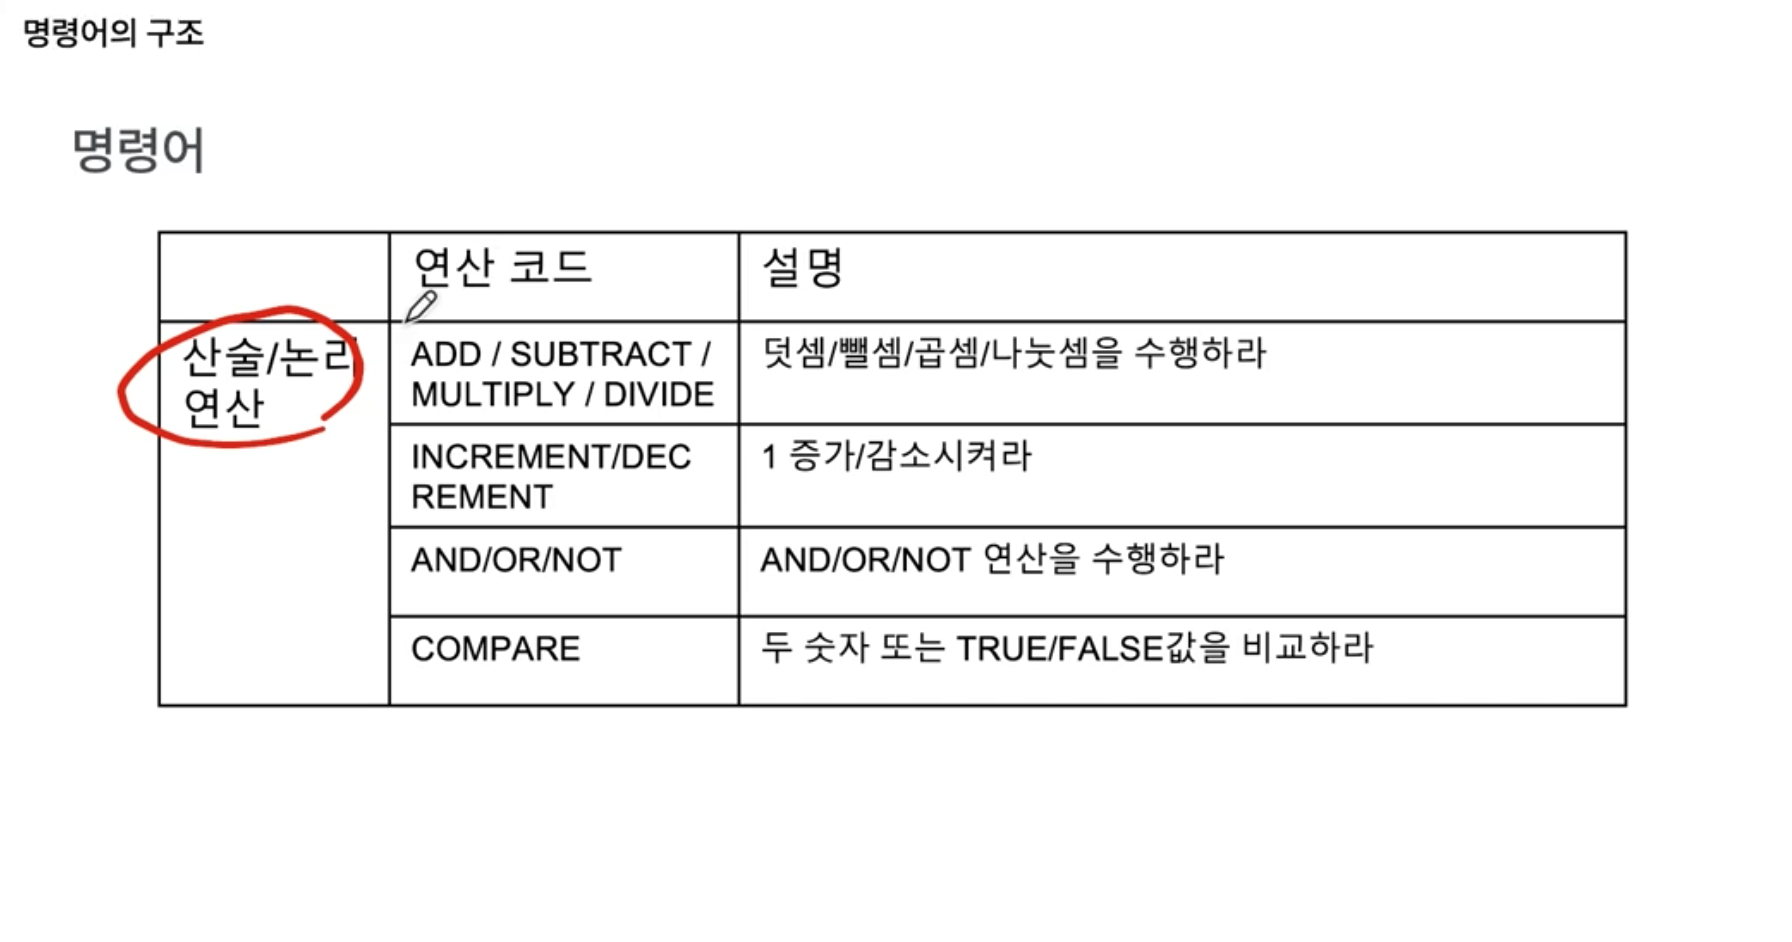 명령어의 구조
명령어
연산 코드
설명
산술/논리
연산
ADD / SUBTRACT /
MULTIPLY / DIVIDE
덧셈/뺄셈/곱셈/나눗셈을 수행하라
INCREMENT/DEC
REMENT
1 증가/감소시켜라
AND/OR/NOT
AND/OR/NOT 연산을 수행하라
COMPARE
두 숫자 또는 TRUE/FALSE값을 비교하라